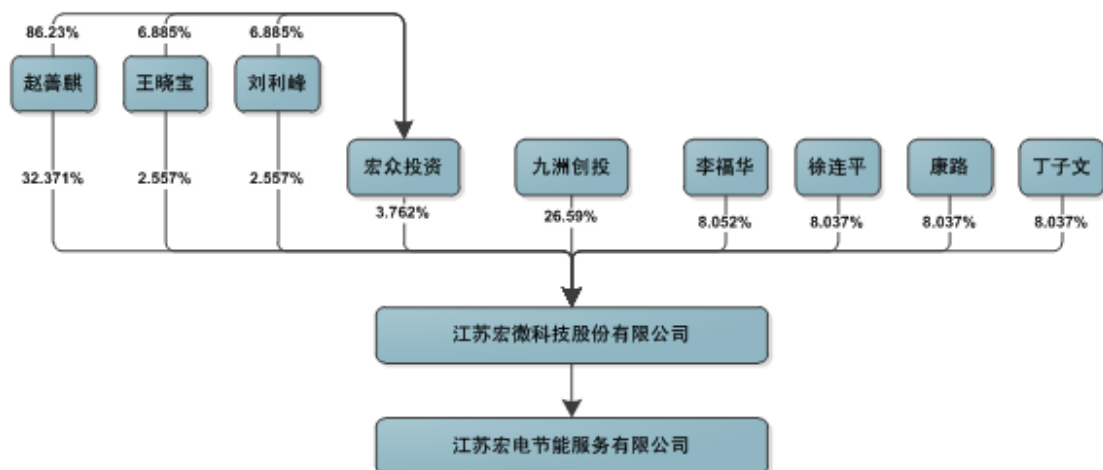 86.23%
6.885%
6.885%
赵善麒
王晓宝
刘利峰
宏众投资
九洲创投
李福华
徐连平
康路
丁子文
32.371%
2.557%
2.557%
3.762%
26.59%
8.052%
8.037%
8.037%
8.037%
江苏宏微科技股份有限公司
江苏宏电节能服务有限公司